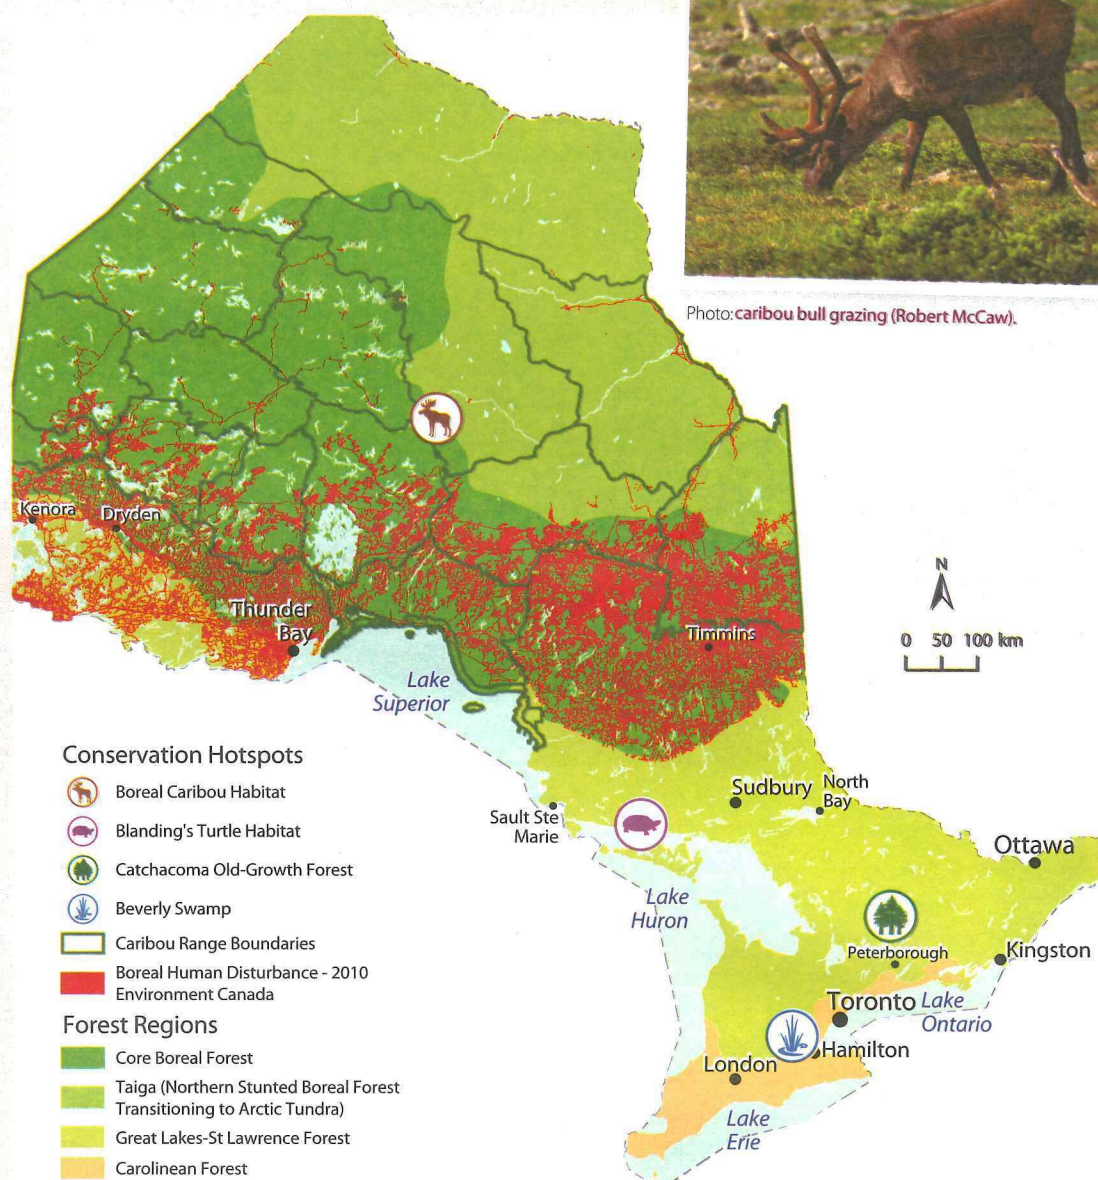 Photo: caribou bull grazing (Robert McCaw).
Kenora
Dryden
Thunder
Bay
Timmins
N
0 50 100 km
Lake
Superior
Conservation Hotspots
Boreal Caribou Habitat
Blanding's Turtle Habitat
Catchacoma Old-Growth Forest
Beverly Swamp
Caribou Range Boundaries
Boreal Human Disturbance - 2010
Environment Canada
Forest Regions
Core Boreal Forest
Taiga (Northern Stunted Boreal Forest
Transitioning to Arctic Tundra)
Great Lakes-St Lawrence Forest
Carolinean Forest
Sault Ste
Marie
Sudbury
North
Bay
Ottawa
Lake
Huron
Peterborough
Kingston
Toronto
Lake
Ontario
Hamilton
London
Lake
Erie